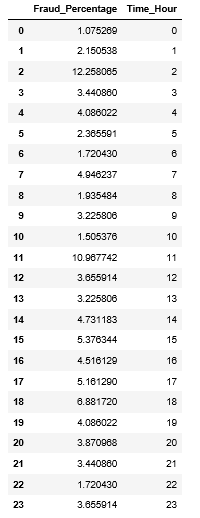 Fraud_Percentage Time_Hour
0 1.075269 0
1 2.150538 1
2 12.258065 2
3 3.440860 3
4 4.086022 4
5 2.365591 5
6 1.720430 6
7 4.946237 7
8 1.935484 8
9 3.225806 9
10 1.505376 10
11 10.967742 11
12 3.655914 12
13 3.225806 13
14 4.731183 14
15 5.376344 15
16 4.516129 16
17 5.161290 17
18 6.881720 18
19 4.086022 19
20 3.870968 20
21 3.440860 21
22 1.720430 22
23 3.655914 23